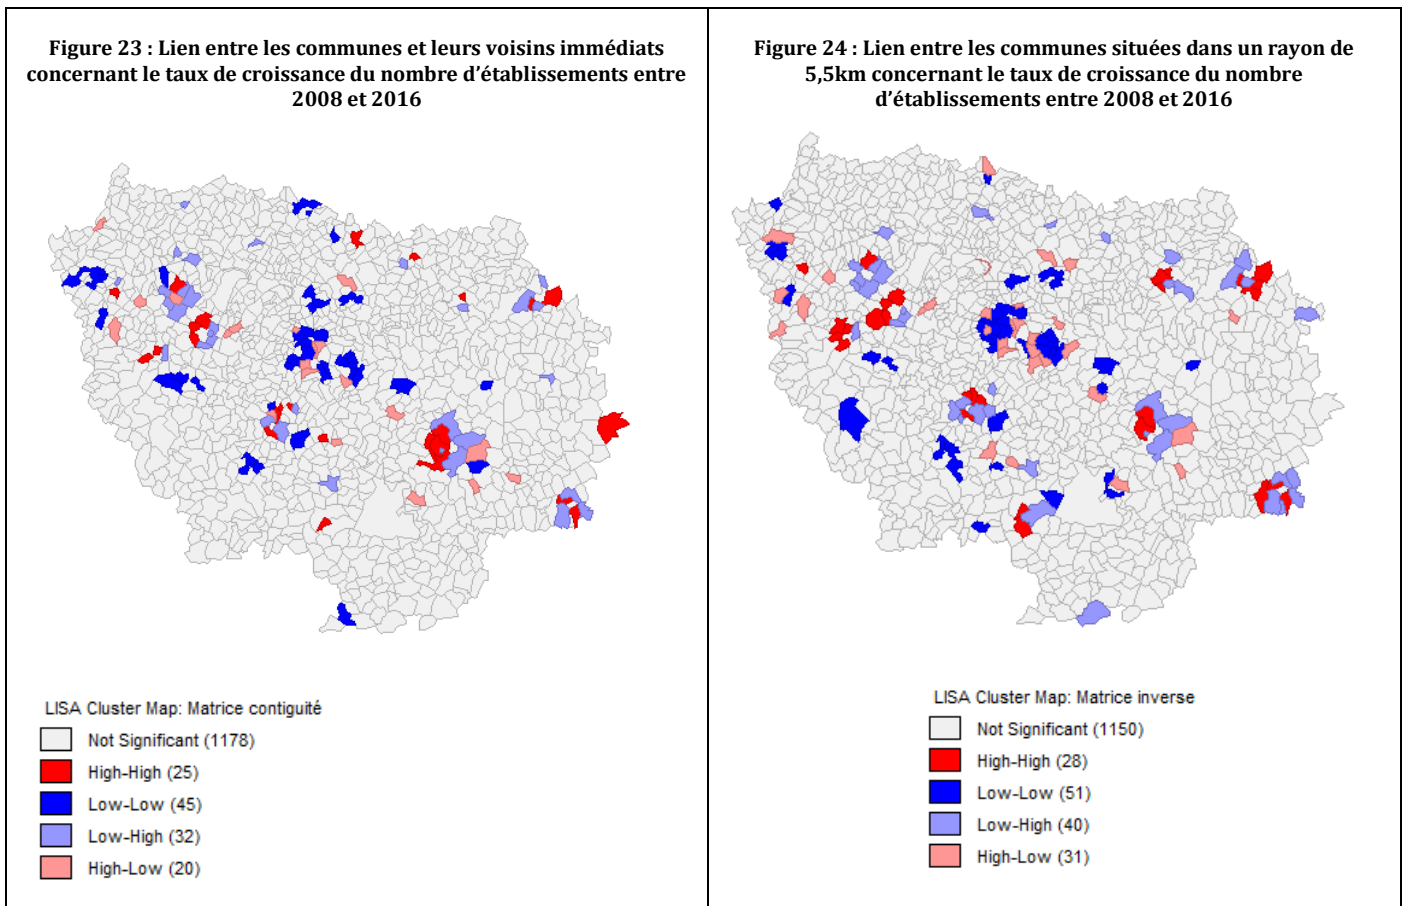 Figure 23 : Lien entre les communes et leurs voisins immédiats
concernant le taux de croissance du nombre d’établissements entre
2008 et 2016
LISA Cluster Map: Matrice contiguité
Not Significant (1178)
High-High (25)
Low-Low (45)
Low-High (32)
High-Low (20)
Figure 24 : Lien entre les communes situées dans un rayon de
5,5km concernant le taux de croissance du nombre
d’établissements entre 2008 et 2016
LISA Cluster Map: Matrice inverse
Not Significant (1150)
High-High (28)
Low-Low (51)
Low-High (40)
High-Low (31)